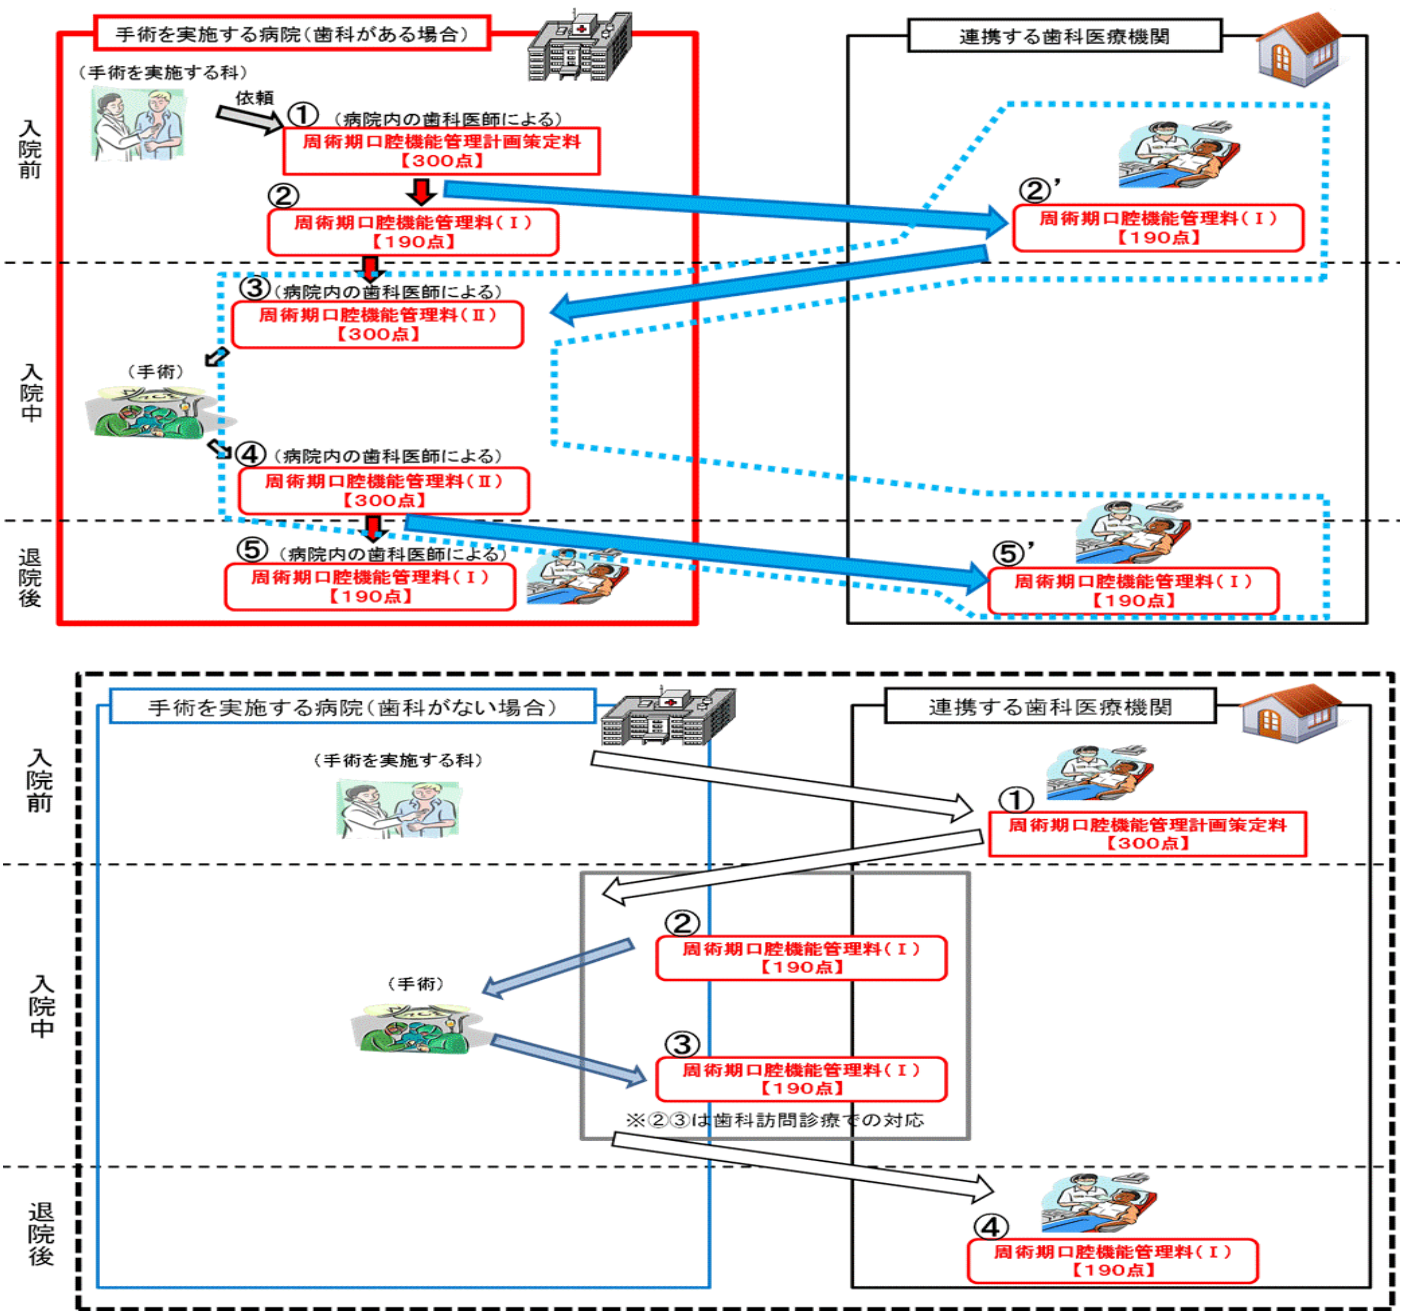 手術を実施する病院(歯科がある場合)
連携する歯科医療機関
(手術を実施する科)
依頼
入院前
① (病院内の歯科医師による)
周術期口腔機能管理計画策定料
【300点】
②
周術期口腔機能管理料(Ⅰ)
【190点】
②’
周術期口腔機能管理料(Ⅰ)
【190点】
入院中
③(病院内の歯科医師による)
周術期口腔機能管理料(Ⅱ)
【300点】
(手術)
④ (病院内の歯科医師による)
周術期口腔機能管理料(Ⅱ)
【300点】
退院後
⑤ (病院内の歯科医師による)
周術期口腔機能管理料(Ⅰ)
【190点】
⑤’
周術期口腔機能管理料(Ⅰ)
【190点】
手術を実施する病院(歯科がない場合)
連携する歯科医療機関
入院前
(手術を実施する科)
①
周術期口腔機能管理計画策定料
【300点】
入院中
②
周術期口腔機能管理料(Ⅰ)
【190点】
(手術)
③
周術期口腔機能管理料(Ⅰ)
【190点】
※②③は歯科訪問診療での対応
退院後
④
周術期口腔機能管理料(Ⅰ)
【190点】